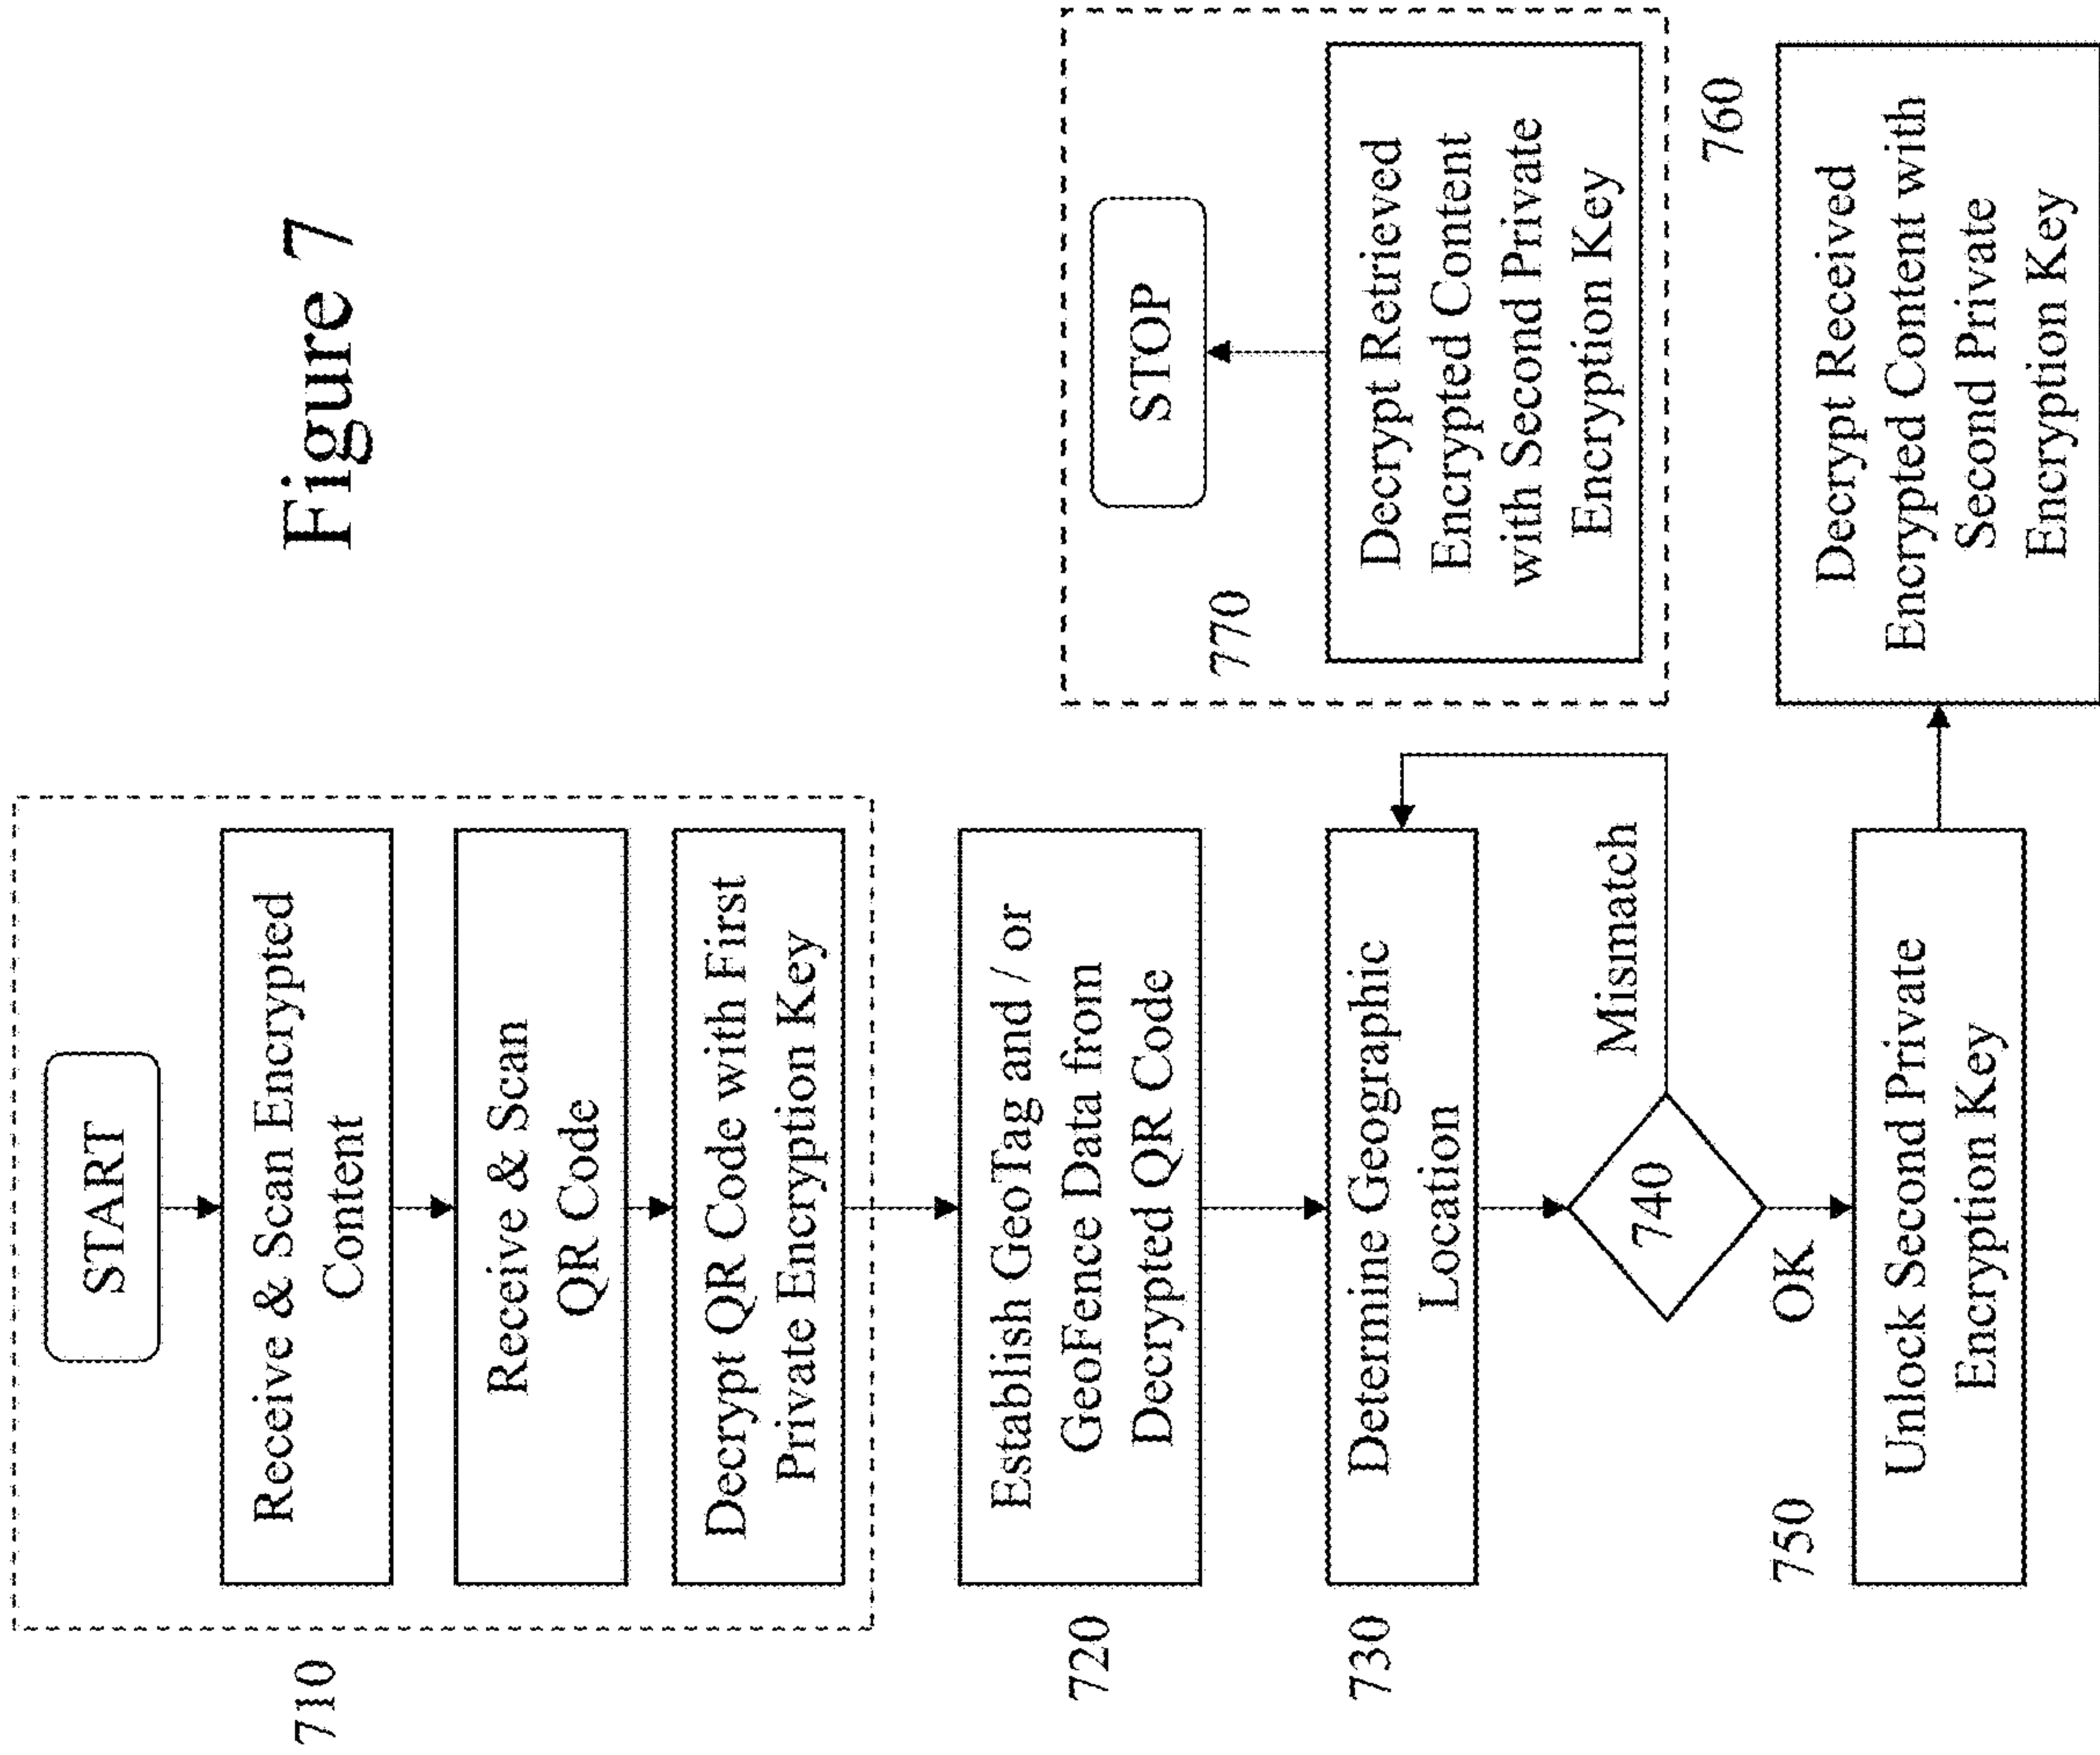 Figure 7
START
Receive & Scan Encrypted
Content
Receive & Scan
QR Code
Decrypt QR Code with First
Private Encryption Key
710
Establish GeoTag and / or
GeoFence Data from
Decrypted QR Code
720
Determine Geographic
Location
730
Mismatch
740
OK
750
Unlock Second Private
Encryption Key
760
Decrypt Received
Encrypted Content with
Second Private
Encryption Key
770
Decrypt Retrieved
Encrypted Content
with Second Private
Encryption Key
STOP